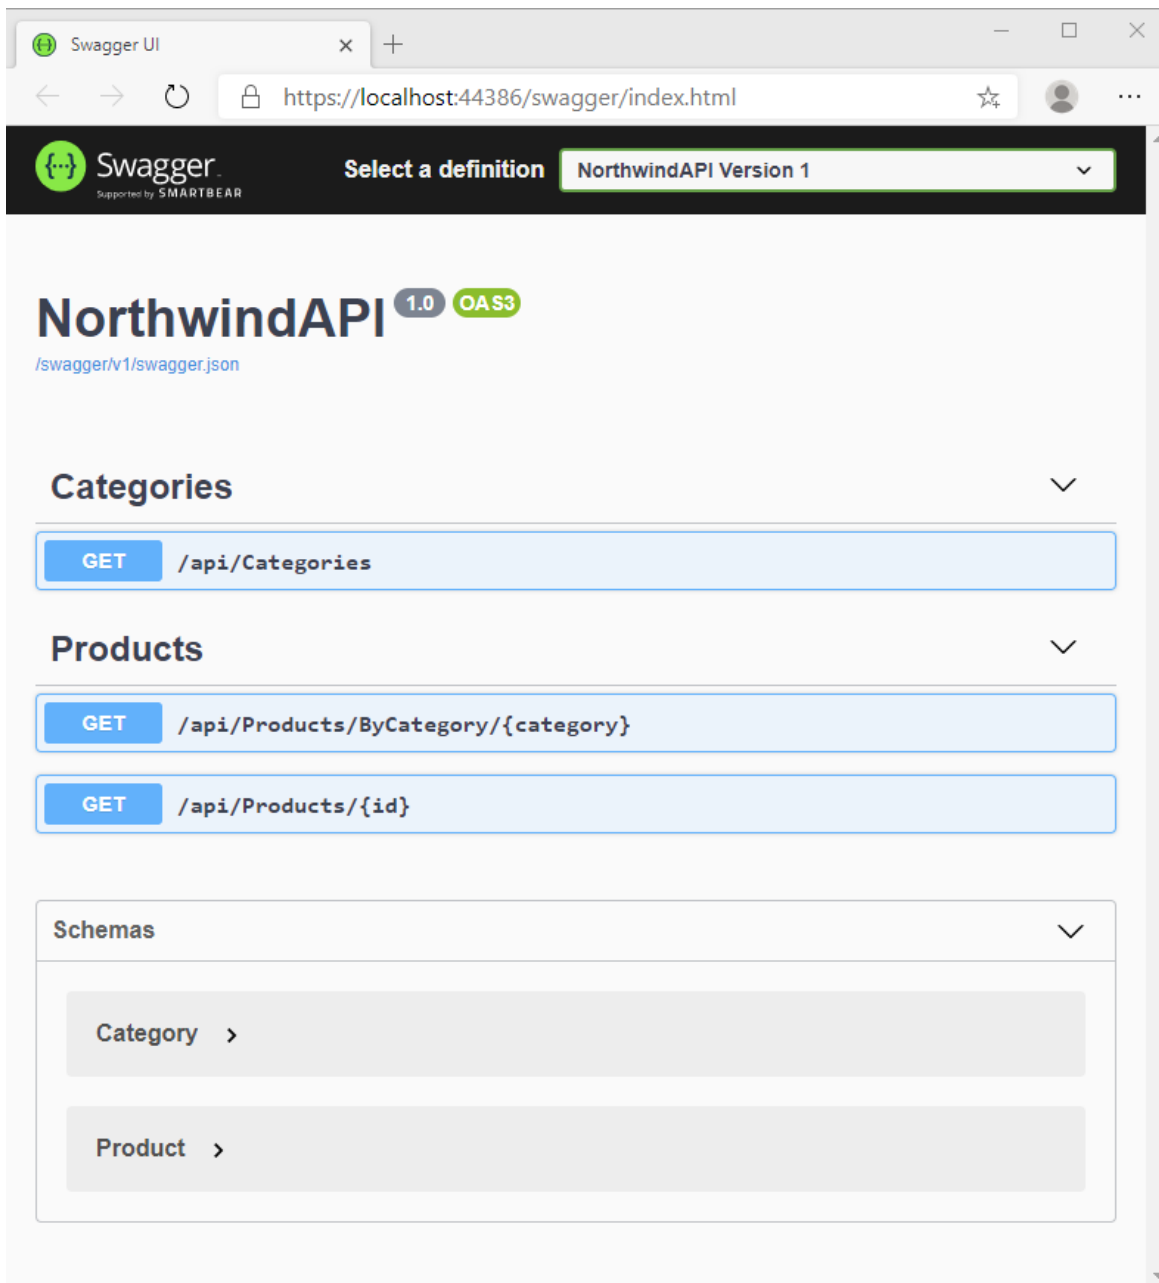 Swagger UI
https://localhost:44386/swagger/index.html
Swagger.
Supported by SMARTBEAR
Select a definition
NorthwindAPI Version 1
NorthwindAPI 1.0 OAS3
/swagger/v1/swagger.json
Categories
GET /api/Categories
Products
GET /api/Products/ByCategory/{category}
GET /api/Products/{id}
Schemas
Category
Product